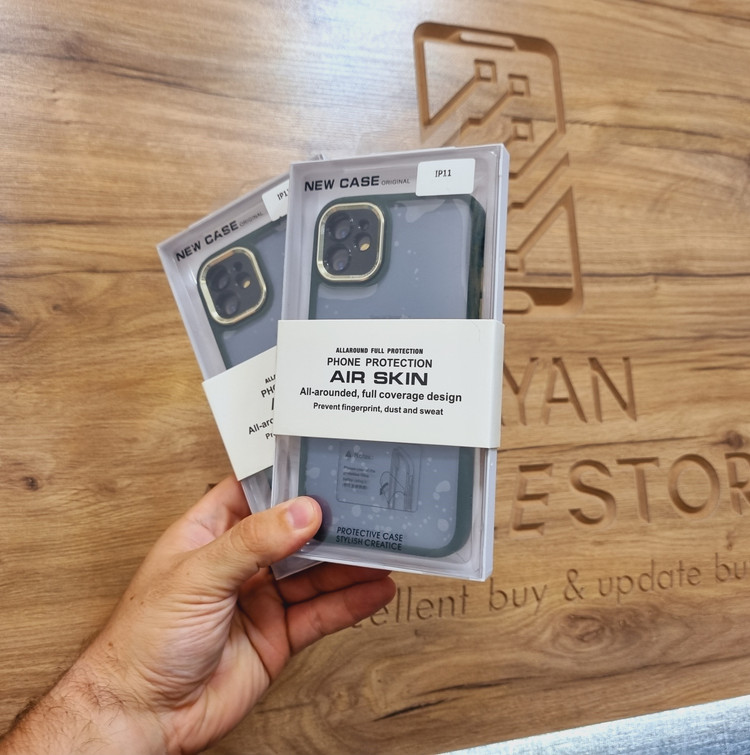 NEW CASE ORIGINAL
IP11
ALLAROUND FULL PROTECTION
PHONE PROTECTION
AIR SKIN
All-arounded, full coverage design
Prevent fingerprint, dust and sweat
PROTECTIVE CASE
STYLISH CREATICE
NEW CASE ORIGINAL
IP11
YAN
ESTOR
ellent buy & update bu